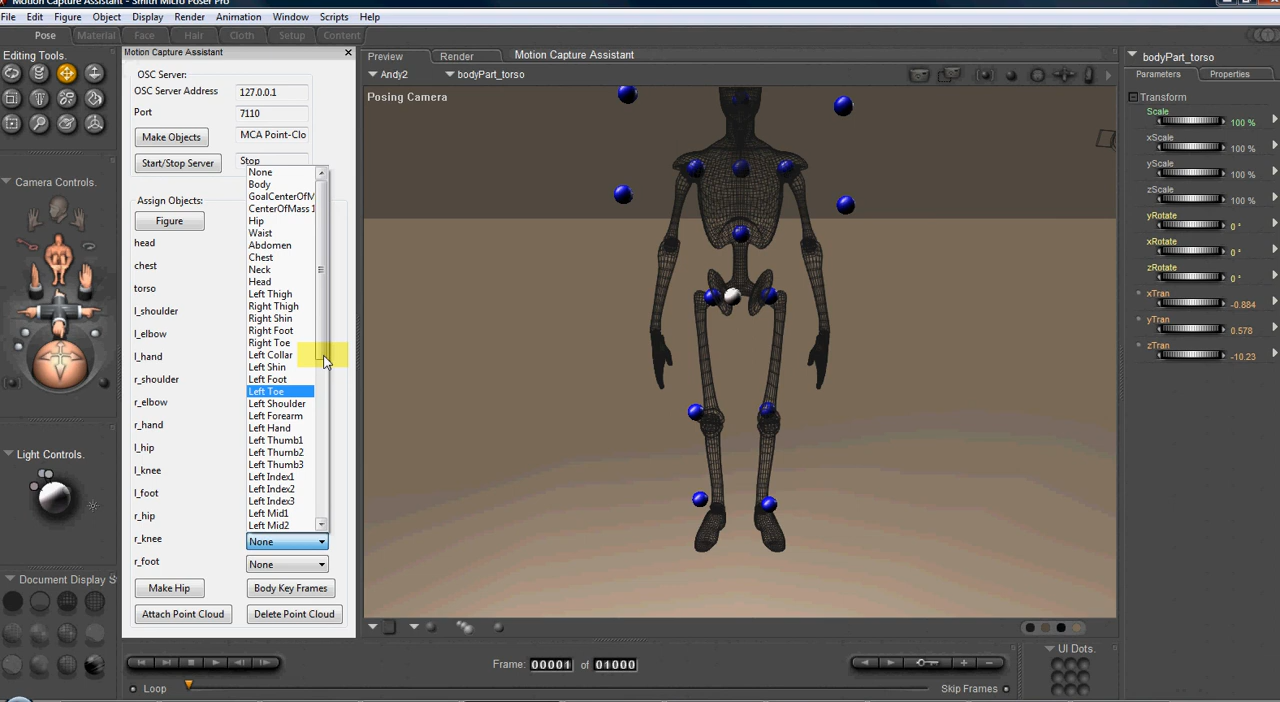 Motion Capture Assistant - Smith Micro Poser Pro
File Edit Figure Object Display Render Animation Window Scripts Help
Pose Material Face Hair Cloth Setup Content
Editing Tools.
Camera Controls.
Light Controls.
Document Display S
Motion Capture Assistant
OSC Server:
OSC Server Address 127.0.0.1
Port 7110
Make Objects MCA Point-Clo
Start/Stop Server Stop
Assign Objects:
Figure
head
chest
torso
l_shoulder
l_elbow
l_hand
r_shoulder
r_elbow
r_hand
l_hip
l_knee
l_foot
r_hip
r_knee None
r_foot None
Make Hip Body Key Frames
Attach Point Cloud Delete Point Cloud
None
Body
GoalCenterOfM
CenterOfMass
Hip
Waist
Abdomen
Chest
Neck
Head
Left Thigh
Right Thigh
Right Shin
Right Foot
Right Toe
Left Collar
Left Shin
Left Foot
Left Toe
Left Shoulder
Left Forearm
Left Hand
Left Thumb1
Left Thumb2
Left Thumb3
Left Index1
Left Index2
Left Index3
Left Mid1
Left Mid2
Preview Render Motion Capture Assistant
Andy2 bodyPart_torso
Posing Camera
Frame: 00001 of 01000
Loop Skip Frames
UI Dots.
bodyPart_torso
Parameters Properties
Transform
Scale 100 %
xScale 100 %
yScale 100 %
zScale 100 %
yRotate 0 °
xRotate 0 °
zRotate 0 °
xTran -0.884
yTran 0.578
zTran -10.23